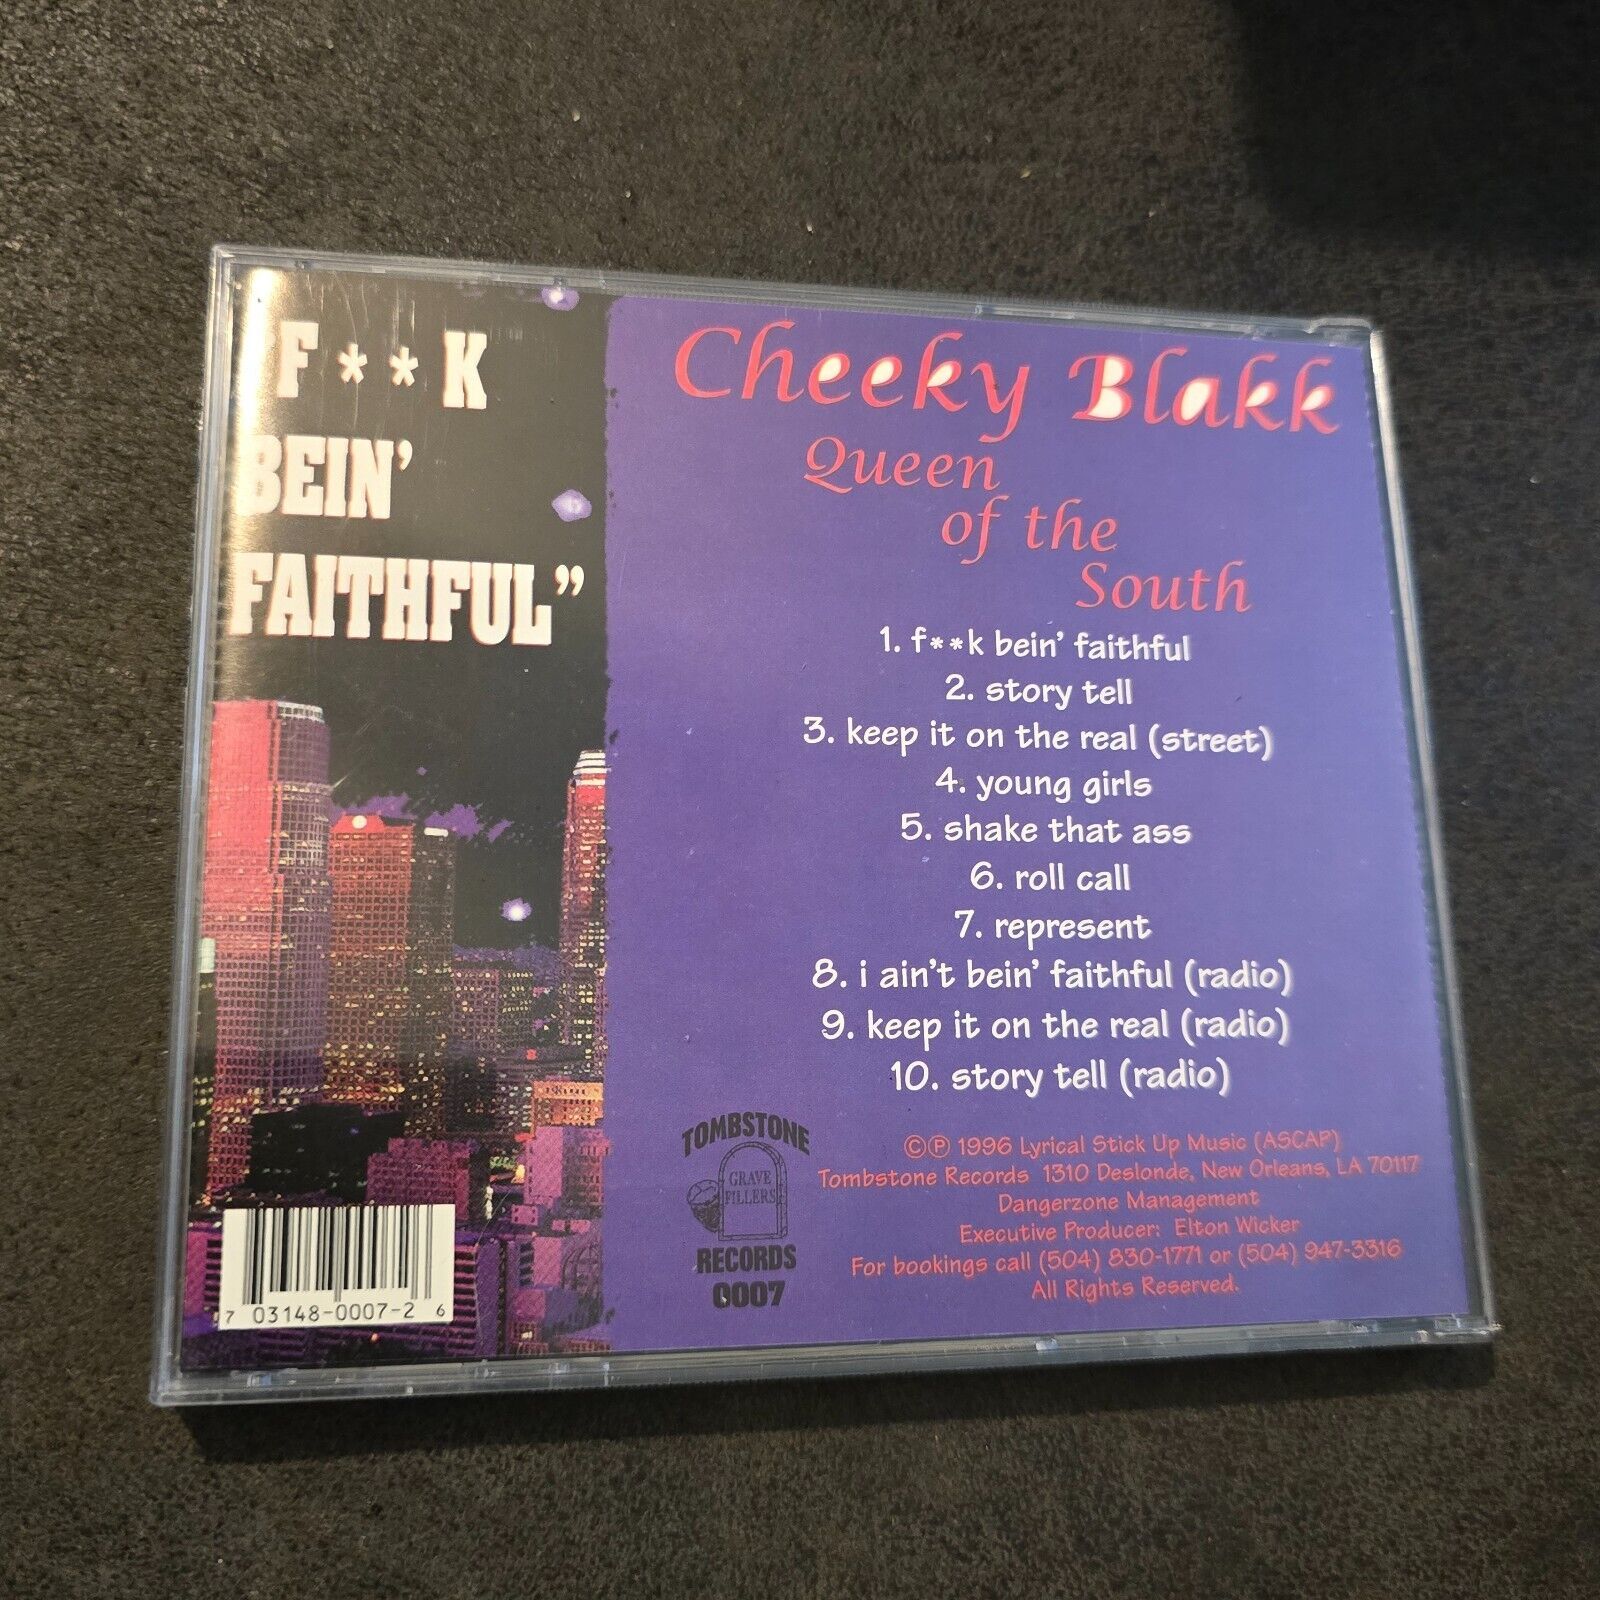 "F**K
BEIN'
FAITHFUL"
Cheeky Blakk
Queen
of the
South
1. f**k bein' faithful
2. story tell
3. keep it on the real (street)
4. young girls
5. shake that ass
6. roll call
7. represent
8. i ain't bein' faithful (radio)
9. keep it on the real (radio)
10. story tell (radio)
TOMBSTONE
GRAVE
FILLERS
RECORDS
0007
©℗ 1996 Lyrical Stick Up Music (ASCAP)
Tombstone Records 1310 Deslonde, New Orleans, LA 70117
Dangerzone Management
Executive Producer: Elton Wicker
For bookings call (504) 830-1771 or (504) 947-3316
All Rights Reserved.
7 03148-0007-2 6